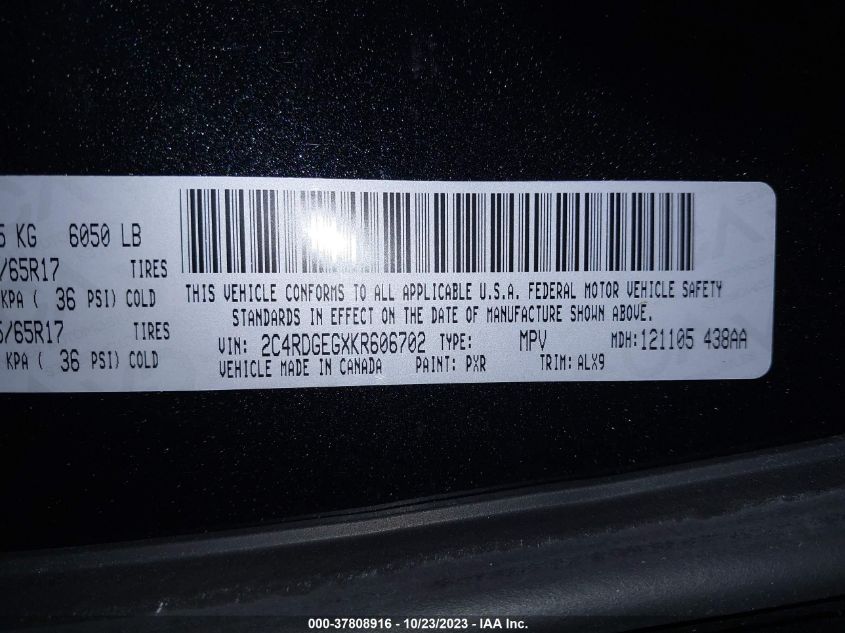 5 KG 6050 LB
/65R17 TIRES
KPA ( 36 PSI) COLD
5/65R17 TIRES
KPA ( 36 PSI) COLD
THIS VEHICLE CONFORMS TO ALL APPLICABLE U.S.A. FEDERAL MOTOR VEHICLE SAFETY
STANDARDS IN EFFECT ON THE DATE OF MANUFACTURE SHOWN ABOVE.
VIN: 2C4RDGEGXKR606702 TYPE: MPV MDH:121105 438AA
VEHICLE MADE IN CANADA PAINT: PXR TRIM: ALX9
000-37808916 - 10/23/2023 - IAA Inc.